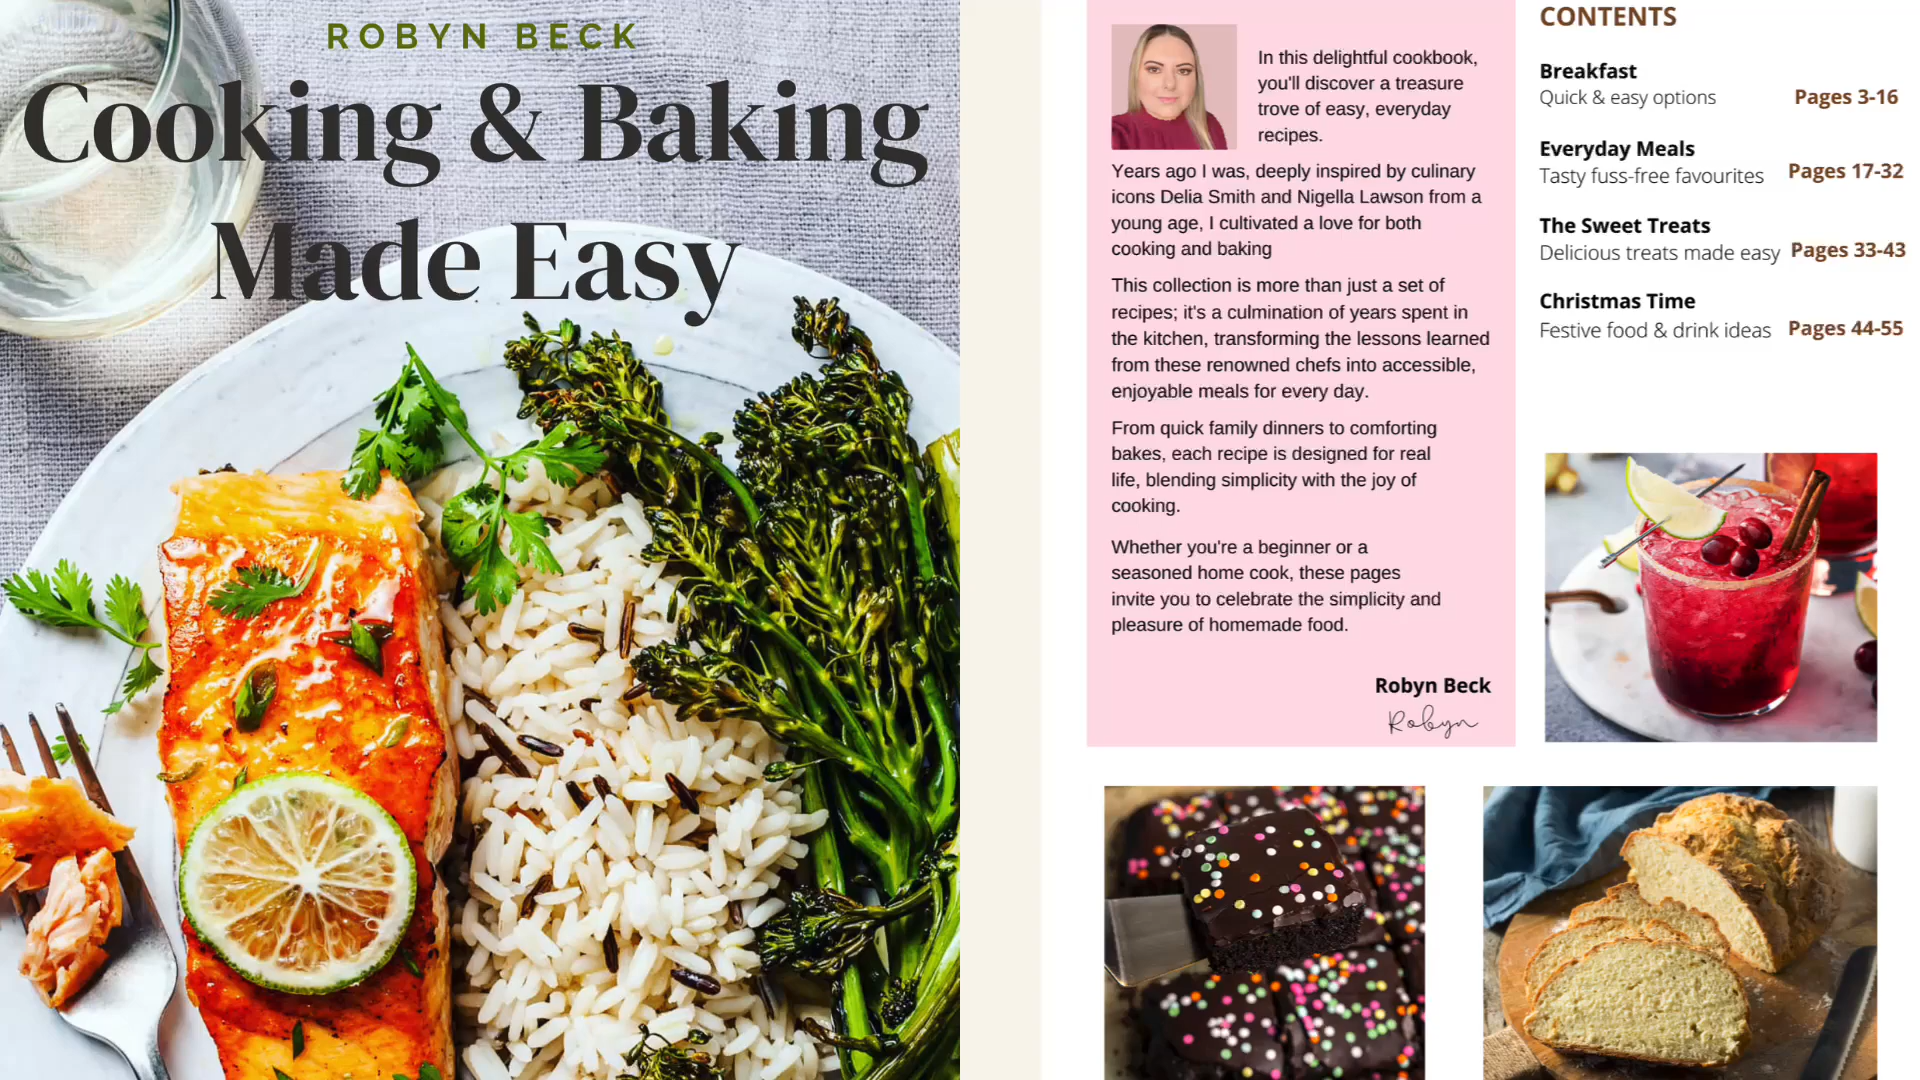 ROBYN BECK
Cooking & Baking
Made Easy
In this delightful cookbook,
you'll discover a treasure
trove of easy, everyday
recipes.
Years ago I was, deeply inspired by culinary
icons Delia Smith and Nigella Lawson from a
young age, I cultivated a love for both
cooking and baking
This collection is more than just a set of
recipes; it's a culmination of years spent in
the kitchen, transforming the lessons learned
from these renowned chefs into accessible,
enjoyable meals for every day.
From quick family dinners to comforting
bakes, each recipe is designed for real
life, blending simplicity with the joy of
cooking.
Whether you're a beginner or a
seasoned home cook, these pages
invite you to celebrate the simplicity and
pleasure of homemade food.
Robyn Beck
Robyn
CONTENTS
Breakfast
Quick & easy options Pages 3-16
Everyday Meals
Tasty fuss-free favourites Pages 17-32
The Sweet Treats
Delicious treats made easy Pages 33-43
Christmas Time
Festive food & drink ideas Pages 44-55